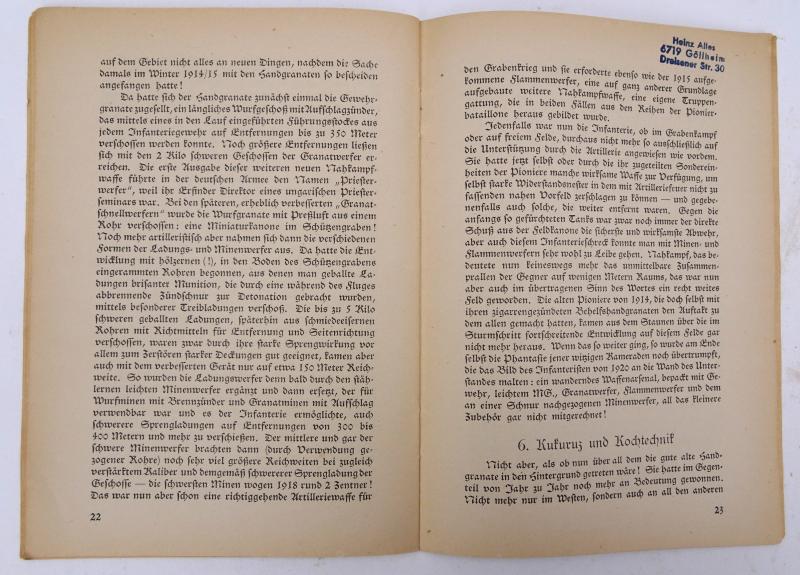 auf dem Gebiet nicht alles an neuen Dingen, nachdem die Sache
damals im Winter 1914/15 mit den Handgranaten so bescheiden
angefangen hatte!
Da hatte sich der Handgranate zunächst einmal die Gewehr-
granate zugesellt, ein längliches Wurfgeschoß mit Aufschlagzünder,
das mittels eines in den Lauf eingeführten Führungsstockes aus
jedem Infanteriegewehr auf Entfernungen bis zu 350 Meter
verschossen werden konnte. Noch größere Entfernungen ließen
sich mit den 2 Kilo schweren Geschossen der Granatwerfer er-
reichen. Die erste Ausgabe dieser weiteren neuen Nahkampf-
waffe führte in der deutschen Armee den Namen „Priester-
werfer“, weil ihr Erfinder Direktor eines ungarischen Priester-
seminars war. Bei den späteren, erheblich verbesserten „Granat-
schnellwerfern“ wurde die Wurfgranate mit Preßluft aus einem
Rohr verschossen: eine Miniaturkanone im Schützengraben!
Noch mehr artilleristisch aber nahmen sich dann die verschiedenen
Formen der Ladungs- und Minenwerfer aus. Da hatte die Ent-
wicklung mit hölzernen (!), in den Boden des Schützengrabens
eingerammten Rohren begonnen, aus denen man geballte La-
dungen brisanter Munition, die durch eine während des Fluges
abbrennende Zündschnur zur Detonation gebracht wurden,
mittels besonderer Treibladungen verschoß. Die bis zu 5 Kilo
schweren geballten Ladungen, späterhin aus schmiedeeisernen
Rohren mit Richtmitteln für Entfernung und Seitenrichtung
verschossen, waren zwar durch ihre starke Sprengwirkung vor
allem zum Zerstören starker Deckungen gut geeignet, kamen aber
auch mit dem verbesserten Gerät nur auf etwa 150 Meter Reich-
weite. So wurden die Ladungswerfer denn bald durch den stäh-
lernen leichten Minenwerfer ergänzt und dann ersetzt, der für
Wurfminen mit Brennzünder und Granatminen mit Aufschlag
verwendbar war und es der Infanterie ermöglichte, auch
schwerere Sprengladungen auf Entfernungen von 300 bis
400 Metern und mehr zu verschießen. Der mittlere und gar der
schwere Minenwerfer brachten dann (durch Verwendung ge-
zogener Rohre) noch sehr viel größere Reichweiten bei zugleich
verstärktem Kaliber und demgemäß schwererer Sprengladung der
Geschosse — die schwersten Minen wogen 1918 rund 2 Zentner!
Das war nun aber schon eine richtiggehende Artilleriewaffe für
22
Heinz Alles
6719 Göllheim
Dreisener Str. 30
den Grabenkrieg und sie erforderte ebenso wie der 1915 aufge-
kommene Flammenwerfer, eine auf ganz anderer Grundlage
aufgebaute weitere Nahkampfwaffe, eine eigene Truppen-
gattung, die in beiden Fällen aus den Reihen der Pionier-
bataillone heraus gebildet wurde.
Jedenfalls war nun die Infanterie, ob im Grabenkampf
oder auf freiem Felde, durchaus nicht mehr so ausschließlich auf
die Unterstützung durch die Artillerie angewiesen wie vordem.
Sie hatte jetzt selbst oder durch die ihr zugeteilten Sonderein-
heiten der Pioniere manche wirksame Waffe zur Verfügung, um
selbst starke Widerstandsnester in dem mit Artilleriefeuer nicht zu
fassenden nahen Vorfeld zerschlagen zu können — und gegebe-
nenfalls auch solche, die weiter entfernt waren. Gegen die
anfangs so gefürchteten Tanks war zwar noch immer der direkte
Schuß aus der Feldkanone die sicherste und wirksamste Abwehr,
aber auch diesem Infanterieschreck konnte man mit Minen- und
Flammenwerfern sehr wohl zu Leibe gehen. Nahkampf, das be-
deutete nun keineswegs mehr das unmittelbare Zusammen-
prallen der Gegner auf wenigen Metern Raums, das war nun
aber auch im übertragenen Sinn des Wortes ein recht weites
Feld geworden. Die alten Pioniere von 1914, die doch selbst mit
ihren zigarrengezündeten Behelfshandgranaten den Auftakt zu
dem allen gemacht hatten, kamen aus dem Staunen über die im
Sturmschritt fortschreitende Entwicklung auf diesem Felde gar
nicht mehr heraus. Wenn das so weiter ging, so wurde am Ende
selbst die Phantasie jener witzigen Kameraden noch übertrumpft,
die das Bild des Infanteristen von 1920 an die Wand des Unter-
standes malten: ein wanderndes Waffenarsenal, bepackt mit Ge-
wehr, leichtem MG., Granatwerfer, Flammenwerfer und dem
an einer Schnur nachgezogenen Minenwerfer, all das kleinere
Zubehör gar nicht mitgerechnet!
6. Kukuruz und Kochtechnik
Nicht aber, als ob nun über all dem die gute alte Hand-
granate in den Hintergrund getreten wäre! Sie hatte im Gegen-
teil von Jahr zu Jahr noch mehr an Bedeutung gewonnen.
Nicht mehr nur im Westen, sondern auch an all den anderen
23